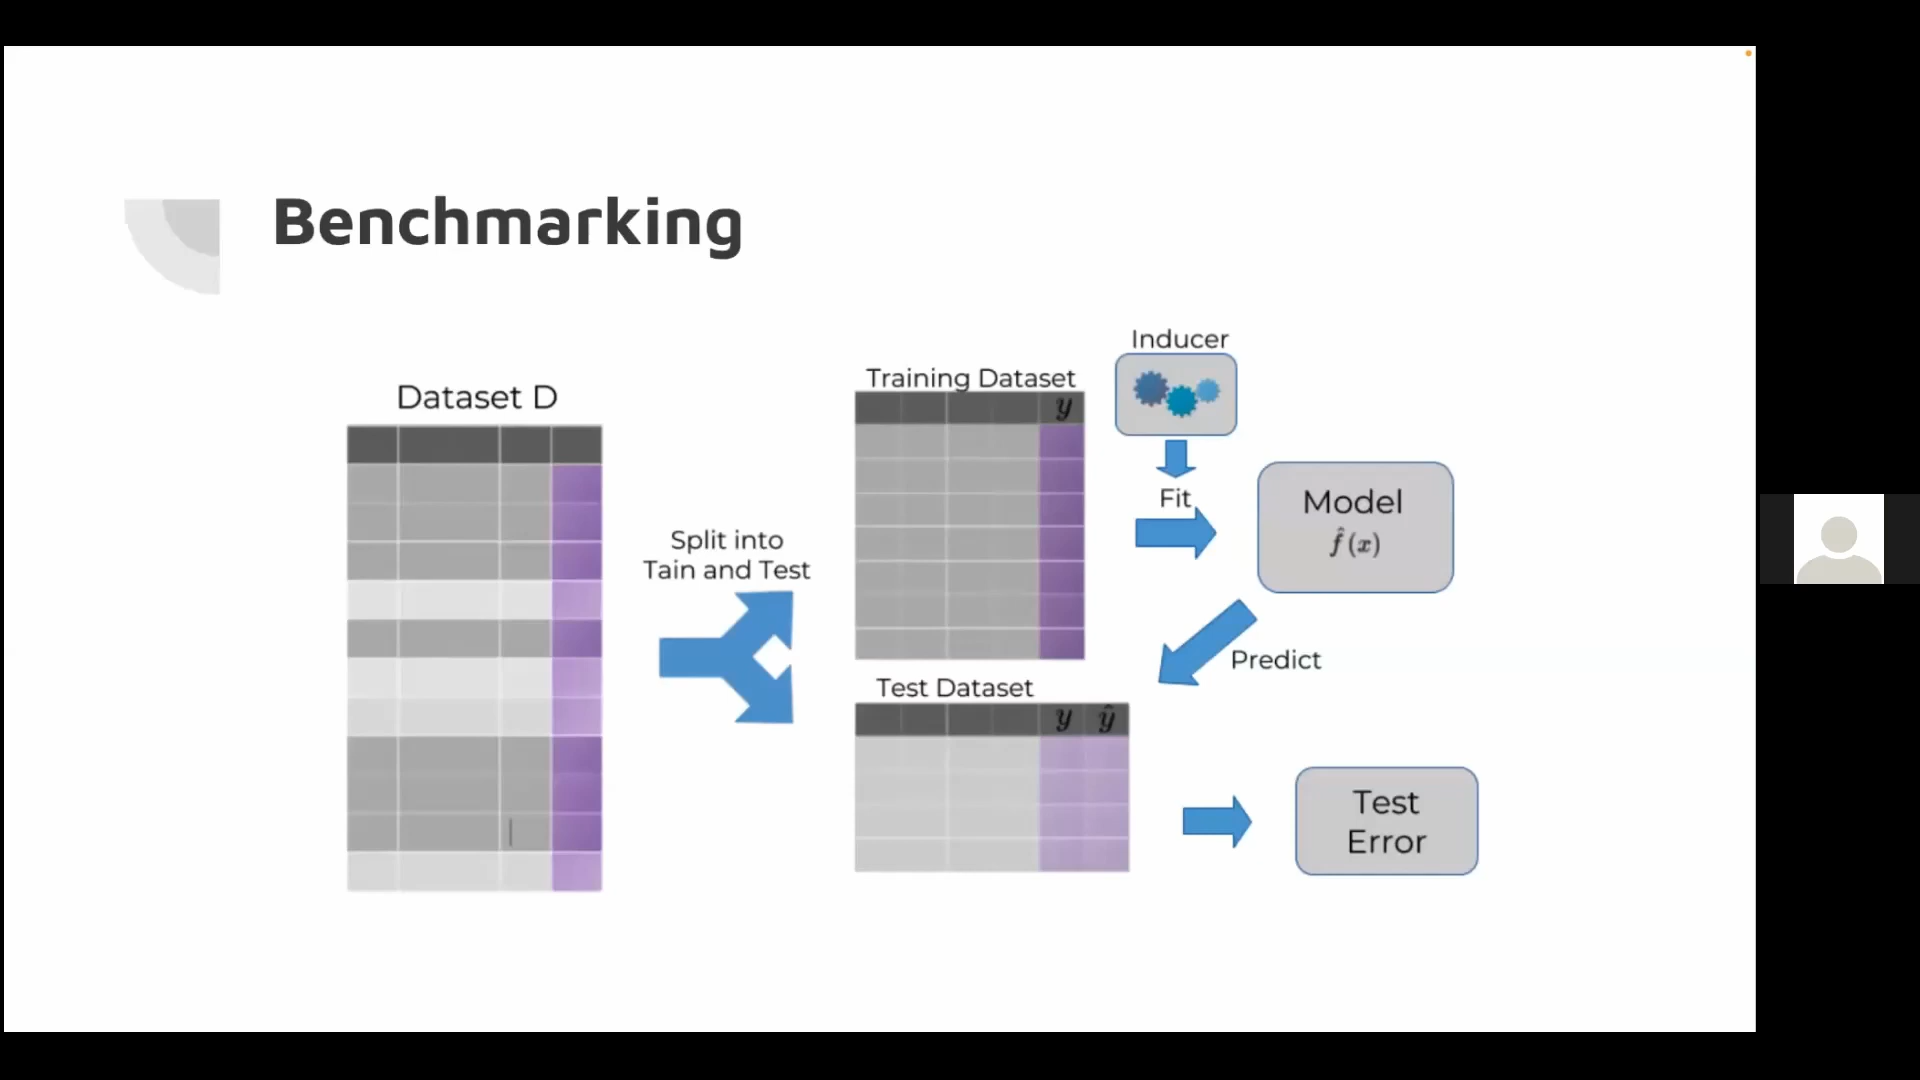 Benchmarking
Dataset D
Split into
Tain and Test
Training Dataset
y
Inducer
Fit
Model
f̂(x)
Predict
Test Dataset
y ŷ
Test
Error